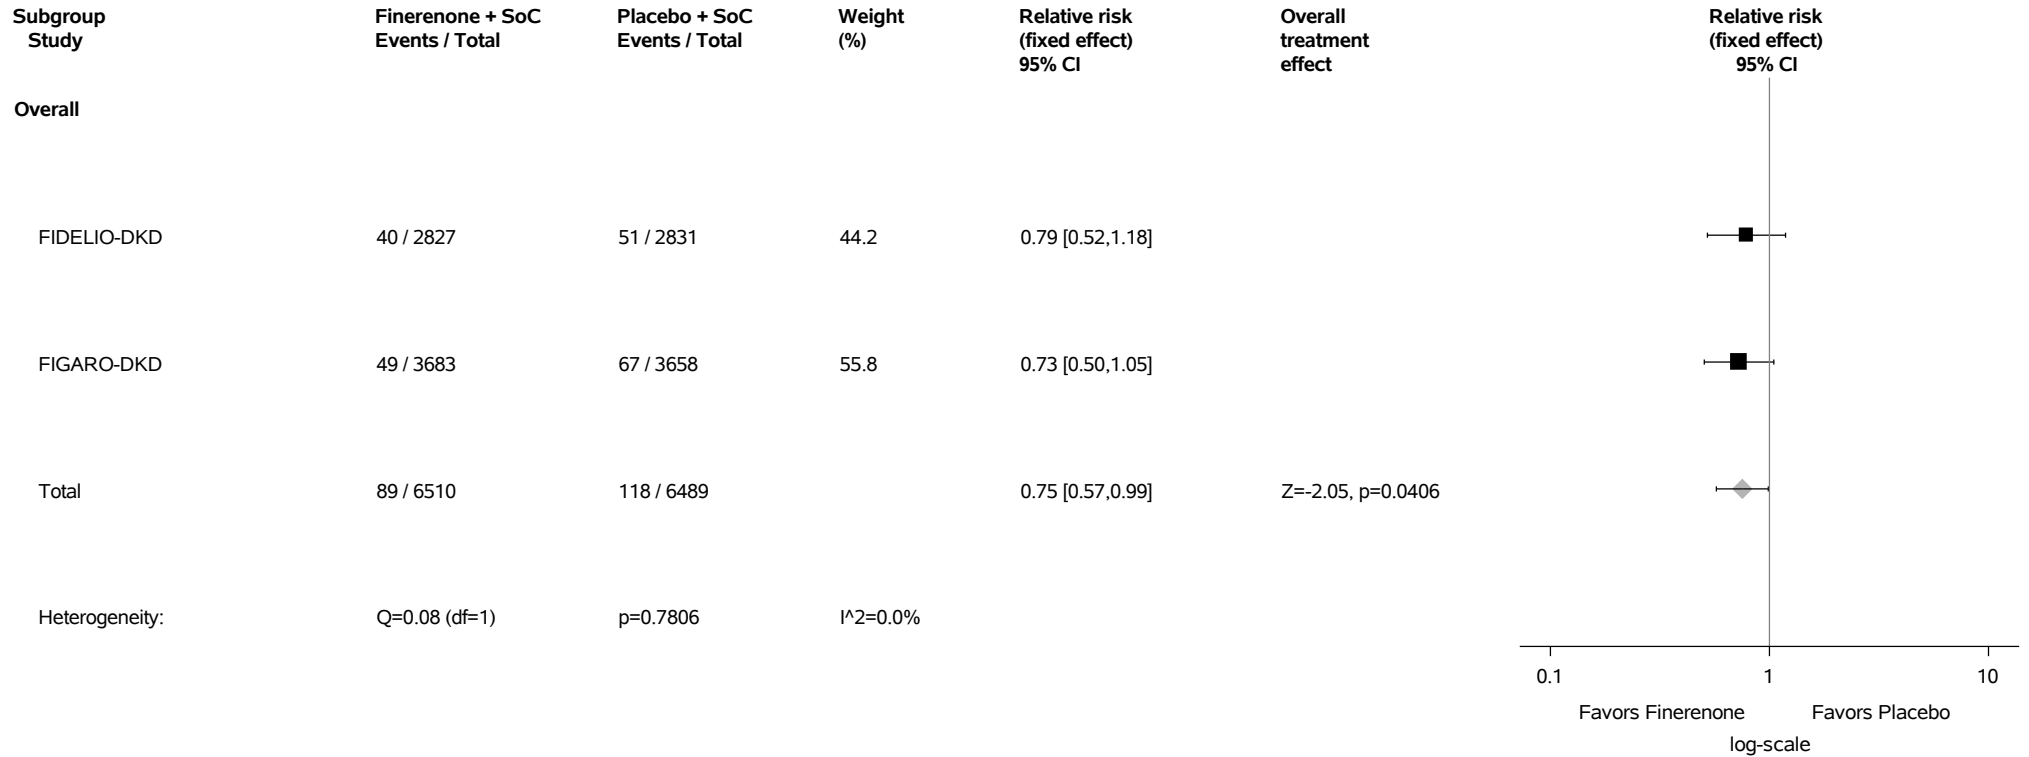 Subgroup Finerenone + SoC Placebo + SoC Weight Relative risk Overall Relative risk
Study Events / Total Events / Total (%) (fixed effect) treatment (fixed effect)
95% CI effect 95% CI
Overall
FIDELIO-DKD 40 / 2827 51 / 2831 44.2 0.79 [0.52,1.18]
FIGARO-DKD 49 / 3683 67 / 3658 55.8 0.73 [0.50,1.05]
Total 89 / 6510 118 / 6489 0.75 [0.57,0.99] Z=-2.05, p=0.0406
Heterogeneity: Q=0.08 (df=1) p=0.7806 I^2=0.0%
0.1 1 10
Favors Finerenone Favors Placebo
log-scale